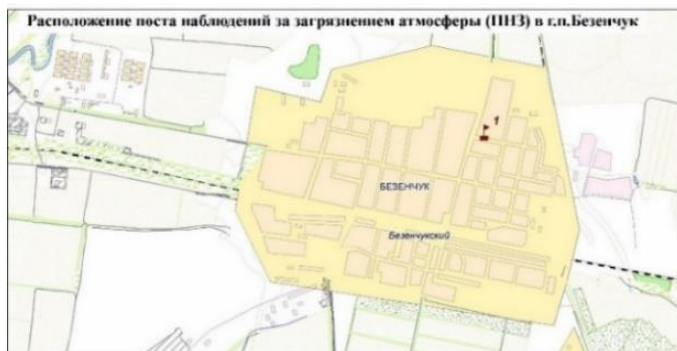 Расположение поста наблюдений за загрязнением атмосферы (ПНЗ) в г.п.Безенчук
1
БЕЗЕНЧУК
Безенчукский